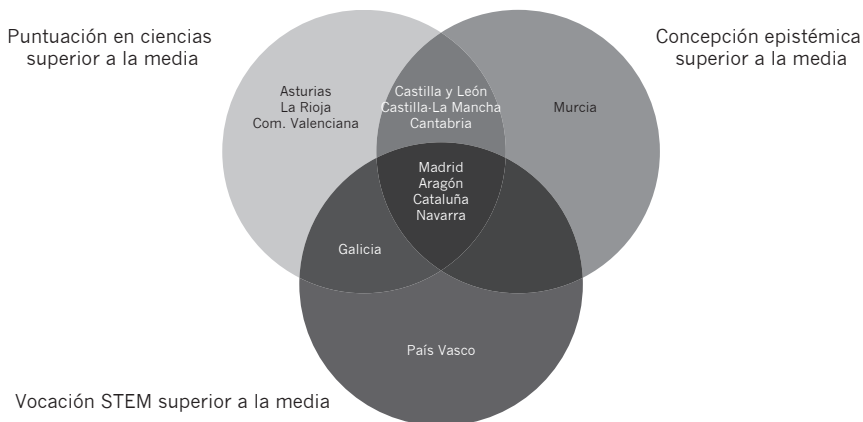 Puntuación en ciencias
superior a la media
Concepción epistémica
superior a la media
Asturias
La Rioja
Com. Valenciana
Castilla y León
Castilla-La Mancha
Cantabria
Murcia
Madrid
Aragón
Cataluña
Navarra
Galicia
País Vasco
Vocación STEM superior a la media